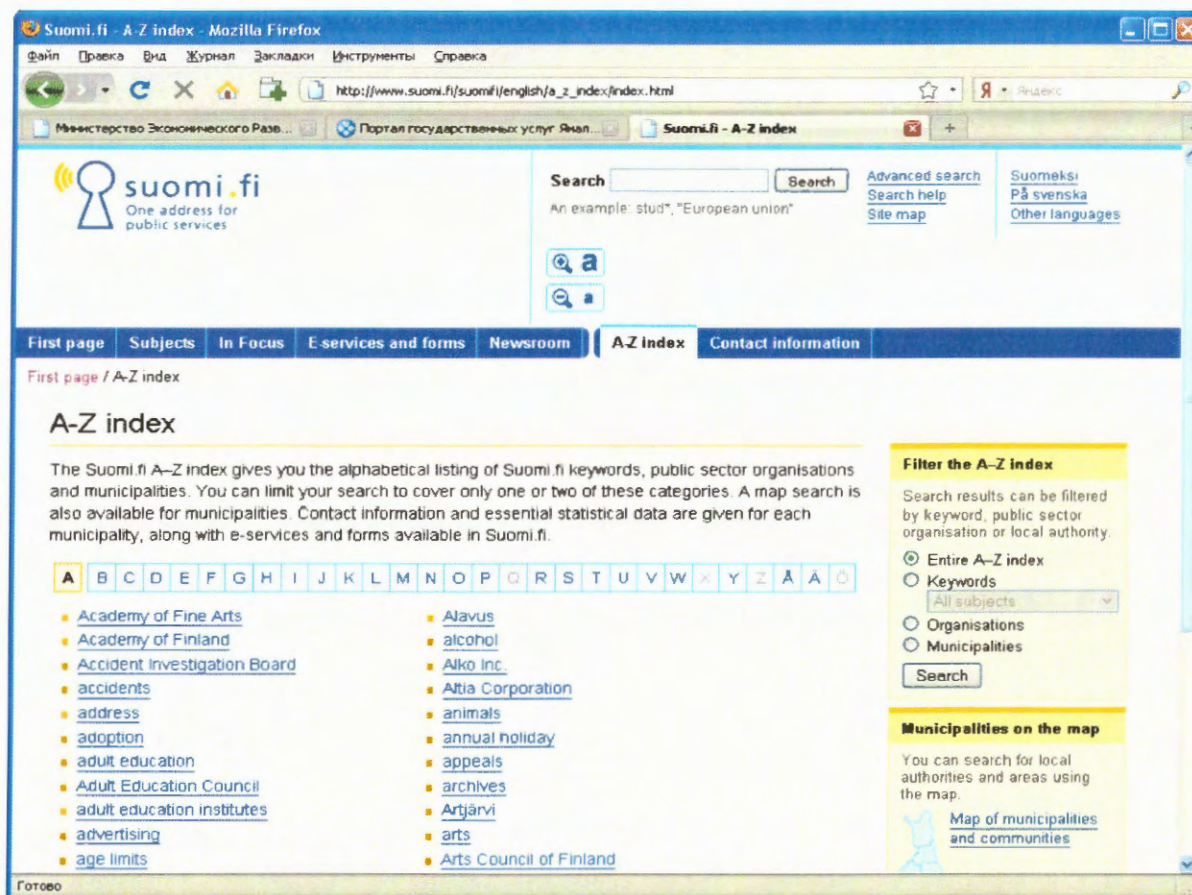 Suomi.fi - A-Z index - Mozilla Firefox
Файл Правка Вид Журнал Закладки Инструменты Справка
http://www.suomi.fi/suomifi/english/a_z_index/index.html
Я Яндекс
Министерство Экономического Разв...
Портал государственных услуг Ямал...
Suomi.fi - A-Z index
suomi.fi
One address for
public services
Search
Search
An example: stud*, "European union"
Advanced search
Search help
Site map
Suomeksi
På svenska
Other languages
a
a
First page Subjects In Focus E-services and forms Newsroom A-Z index Contact information
First page / A-Z index
A-Z index
The Suomi.fi A–Z index gives you the alphabetical listing of Suomi.fi keywords, public sector organisations
and municipalities. You can limit your search to cover only one or two of these categories. A map search is
also available for municipalities. Contact information and essential statistical data are given for each
municipality, along with e-services and forms available in Suomi.fi.
A B C D E F G H I J K L M N O P Q R S T U V W X Y Z Å Ä Ö
Academy of Fine Arts
Academy of Finland
Accident Investigation Board
accidents
address
adoption
adult education
Adult Education Council
adult education institutes
advertising
age limits
Alavus
alcohol
Alko Inc.
Altia Corporation
animals
annual holiday
appeals
archives
Artjärvi
arts
Arts Council of Finland
Filter the A–Z index
Search results can be filtered
by keyword, public sector
organisation or local authority.
Entire A–Z index
Keywords
All subjects
Organisations
Municipalities
Search
Municipalities on the map
You can search for local
authorities and areas using
the map.
Map of municipalities
and communities
Готово